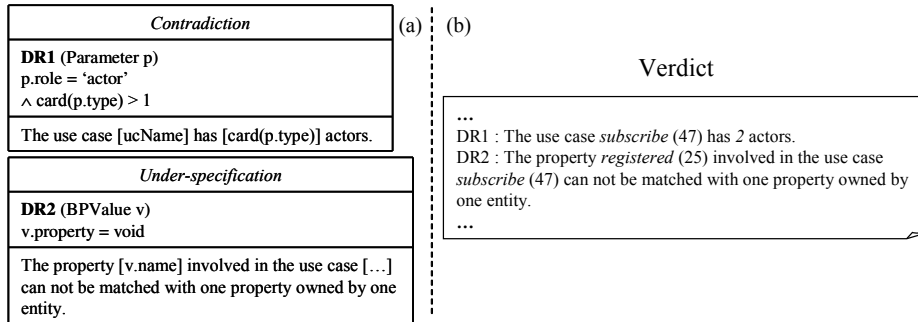 Contradiction
DR1 (Parameter p)
p.role = ‘actor’
∧ card(p.type) > 1
The use case [ucName] has [card(p.type)] actors.
Under-specification
DR2 (BPValue v)
v.property = void
The property [v.name] involved in the use case […]
can not be matched with one property owned by one
entity.
(a)
(b)
Verdict
...
DR1 : The use case subscribe (47) has 2 actors.
DR2 : The property registered (25) involved in the use case
subscribe (47) can not be matched with one property owned by
one entity.
...